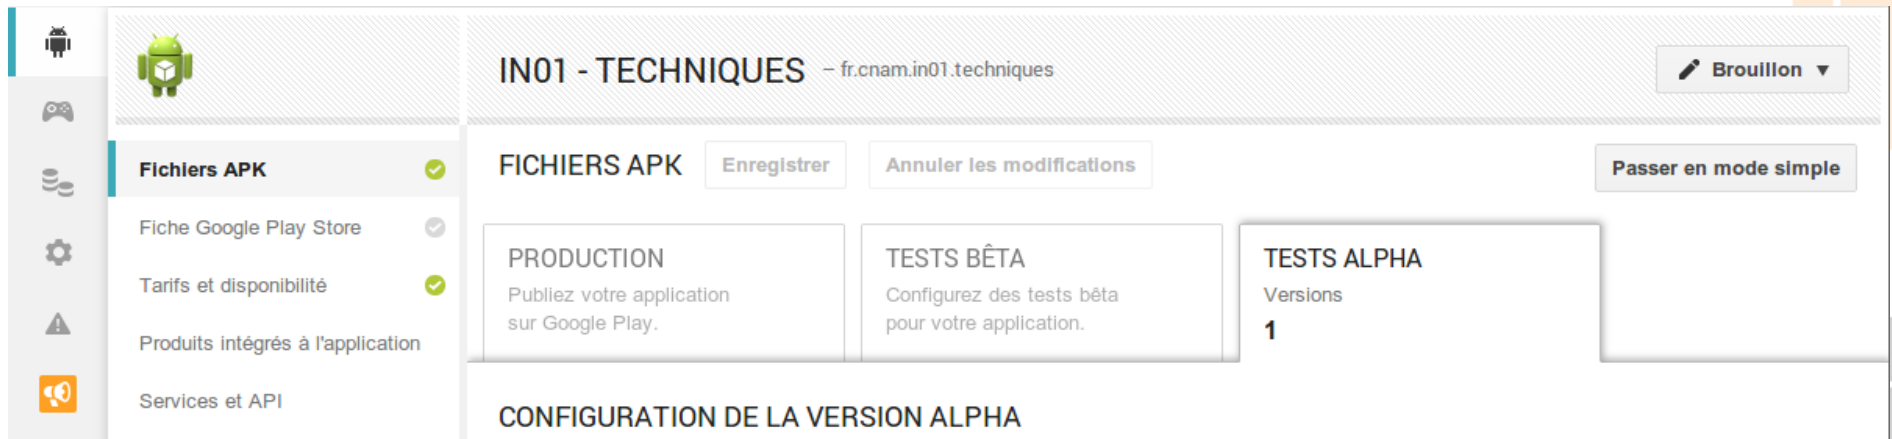 IN01 - TECHNIQUES – fr.cnam.in01.techniques
Brouillon
Fichiers APK
Fiche Google Play Store
Tarifs et disponibilité
Produits intégrés à l'application
Services et API
FICHIERS APK
Enregistrer
Annuler les modifications
Passer en mode simple
PRODUCTION
Publiez votre application
sur Google Play.
TESTS BÊTA
Configurez des tests bêta
pour votre application.
TESTS ALPHA
Versions
1
CONFIGURATION DE LA VERSION ALPHA